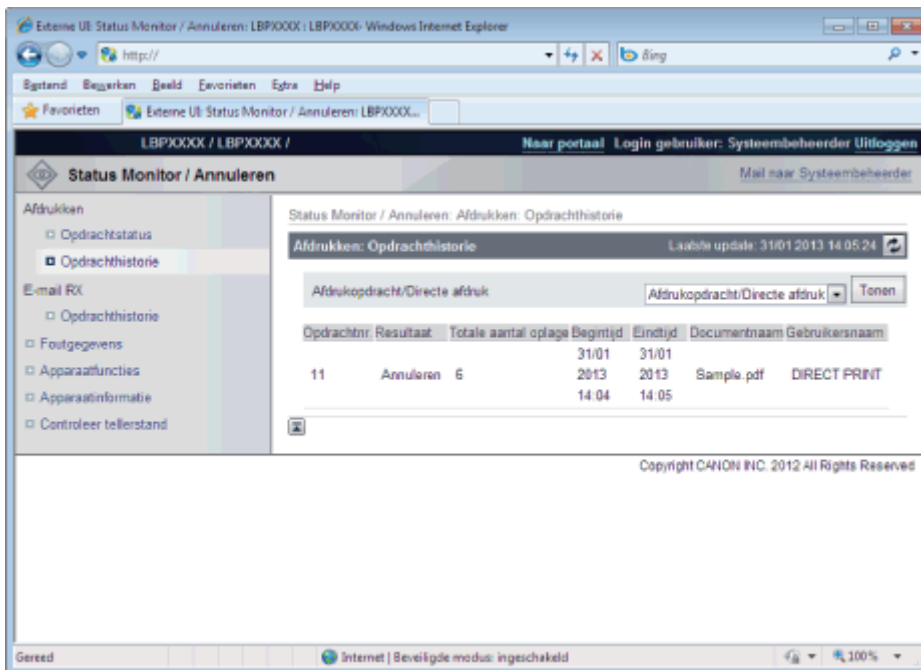 Externe UI: Status Monitor / Annuleren: LBPXXXX : LBPXXXX- Windows Internet Explorer
http://
Bing
Bestand Bewerken Beeld Favorieten Extra Help
Favorieten Externe UI: Status Monitor / Annuleren: LBPXXXX...
LBPXXXX / LBPXXXX / Naar portaal Login gebruiker: Systeembeheerder Uitloggen
Status Monitor / Annuleren Mail naar Systeembeheerder
Afdrukken
Opdrachtstatus
Opdrachthistorie
E-mail RX
Opdrachthistorie
Foutgegevens
Apparaatfuncties
Apparaatinformatie
Controleer tellerstand
Status Monitor / Annuleren: Afdrukken: Opdrachthistorie
Afdrukken: Opdrachthistorie Laatste update: 31/01 2013 14:05:24
Afdrukopdracht/Directe afdruk Afdrukopdracht/Directe afdruk Tonen
Opdrachtnr. Resultaat Totale aantal oplage Begintijd Eindtijd Documentnaam Gebruikersnaam
11 Annuleren 6 31/01 2013 14:04 31/01 2013 14:05 Sample.pdf DIRECT PRINT
Copyright CANON INC. 2012 All Rights Reserved
Gereed Internet | Beveiligde modus: ingeschakeld 100%